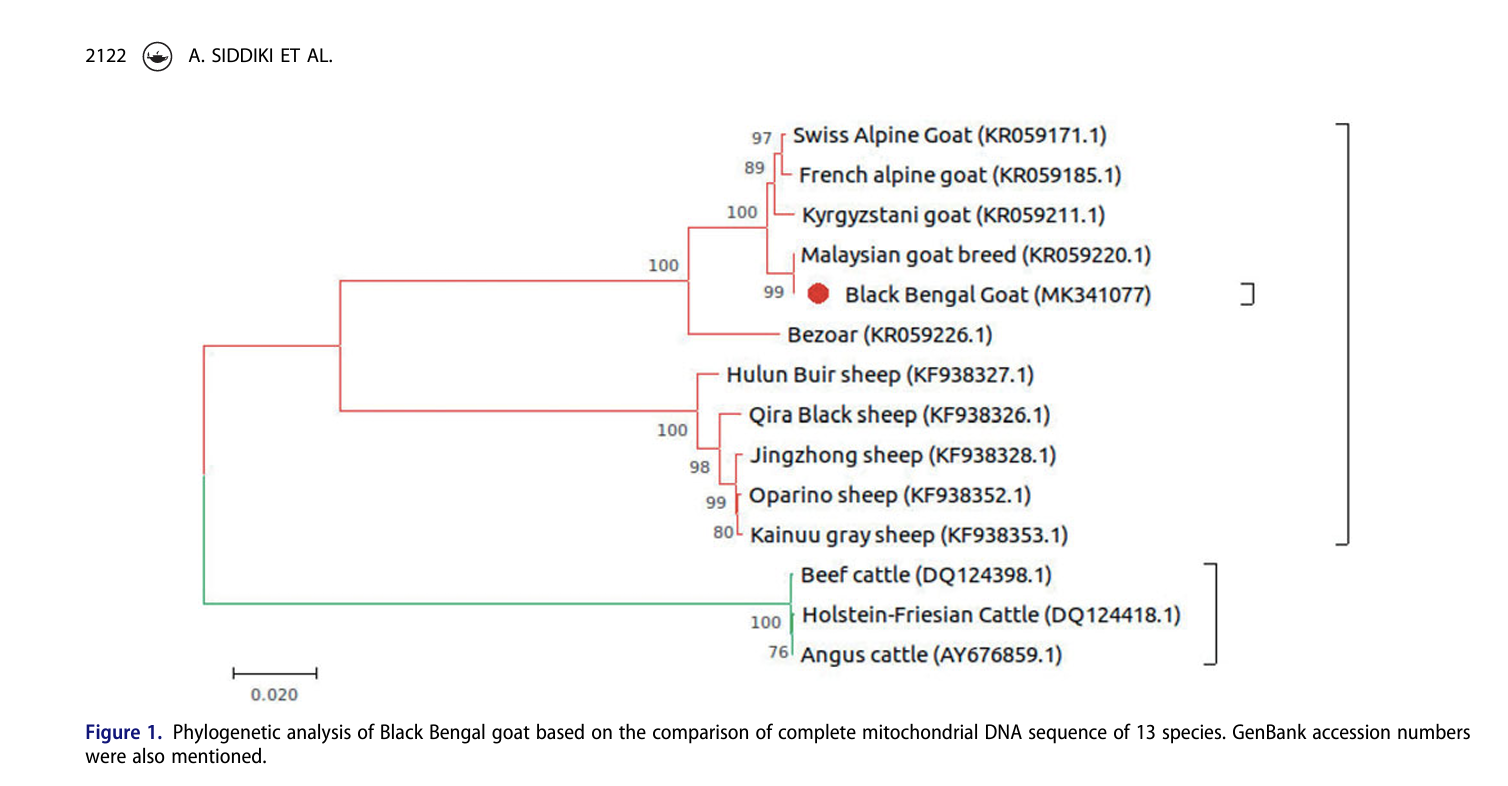 2122 A. SIDDIKI ET AL.
97 Swiss Alpine Goat (KR059171.1)
89
French alpine goat (KR059185.1)
100 Kyrgyzstani goat (KR059211.1)
Malaysian goat breed (KR059220.1)
100
99 Black Bengal Goat (MK341077)
Bezoar (KR059226.1)
Hulun Buir sheep (KF938327.1)
Qira Black sheep (KF938326.1)
100
Jingzhong sheep (KF938328.1)
98
Oparino sheep (KF938352.1)
99
80 Kainuu gray sheep (KF938353.1)
Beef cattle (DQ124398.1)
Holstein-Friesian Cattle (DQ124418.1)
100
76 Angus cattle (AY676859.1)
0.020
Figure 1. Phylogenetic analysis of Black Bengal goat based on the comparison of complete mitochondrial DNA sequence of 13 species. GenBank accession numbers
were also mentioned.